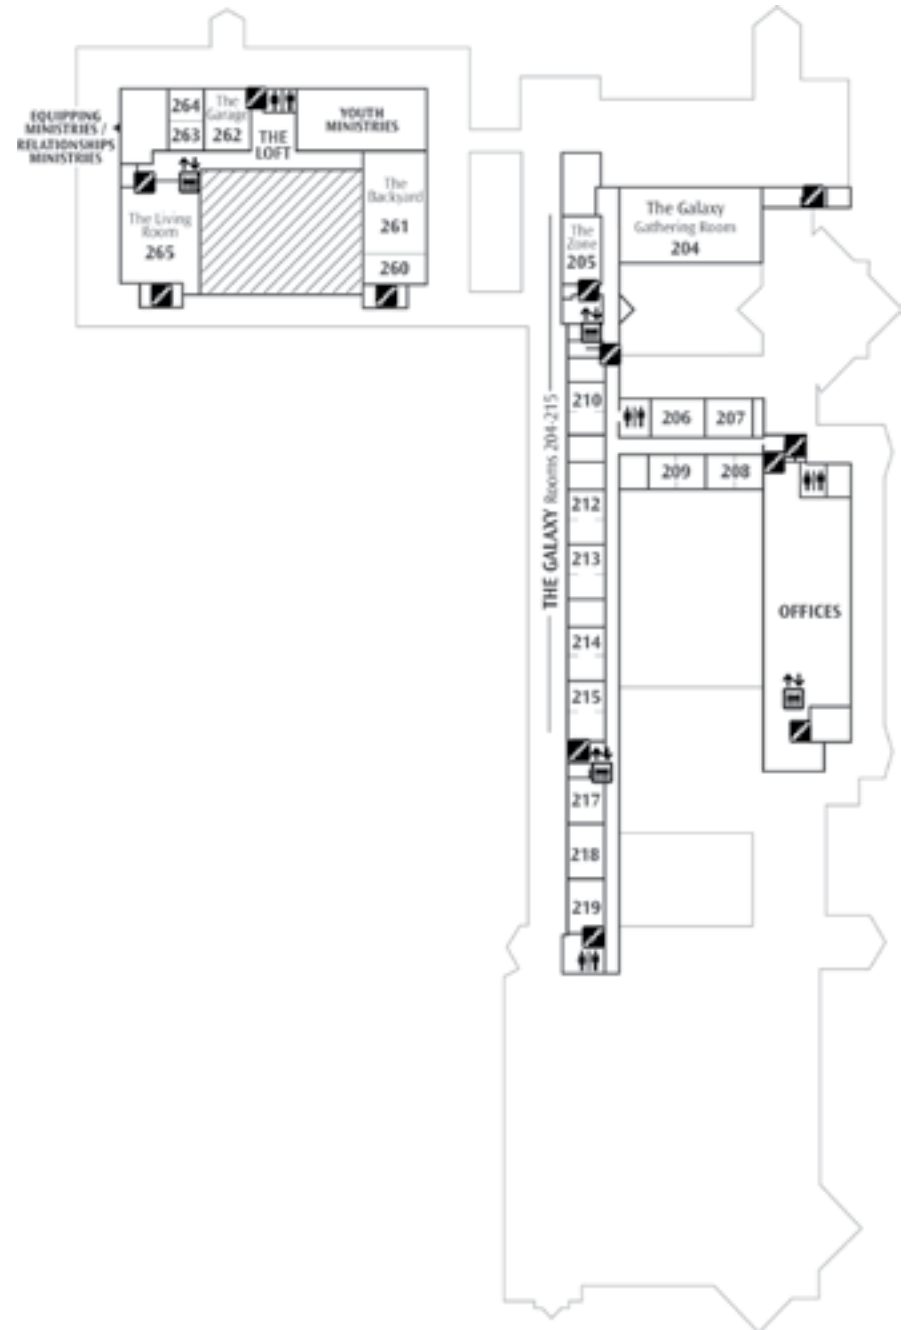 EQUIPPING
MINISTRIES /
RELATIONSHIPS
MINISTRIES
264
263
The
Garage
262
THE
LOFT
YOUTH
MINISTRIES
The Living
Room
265
The
Backyard
261
260
The
Zone
205
The Galaxy
Gathering Room
204
THE GALAXY Rooms 204-215
210
206
207
209
208
212
213
214
215
OFFICES
217
218
219